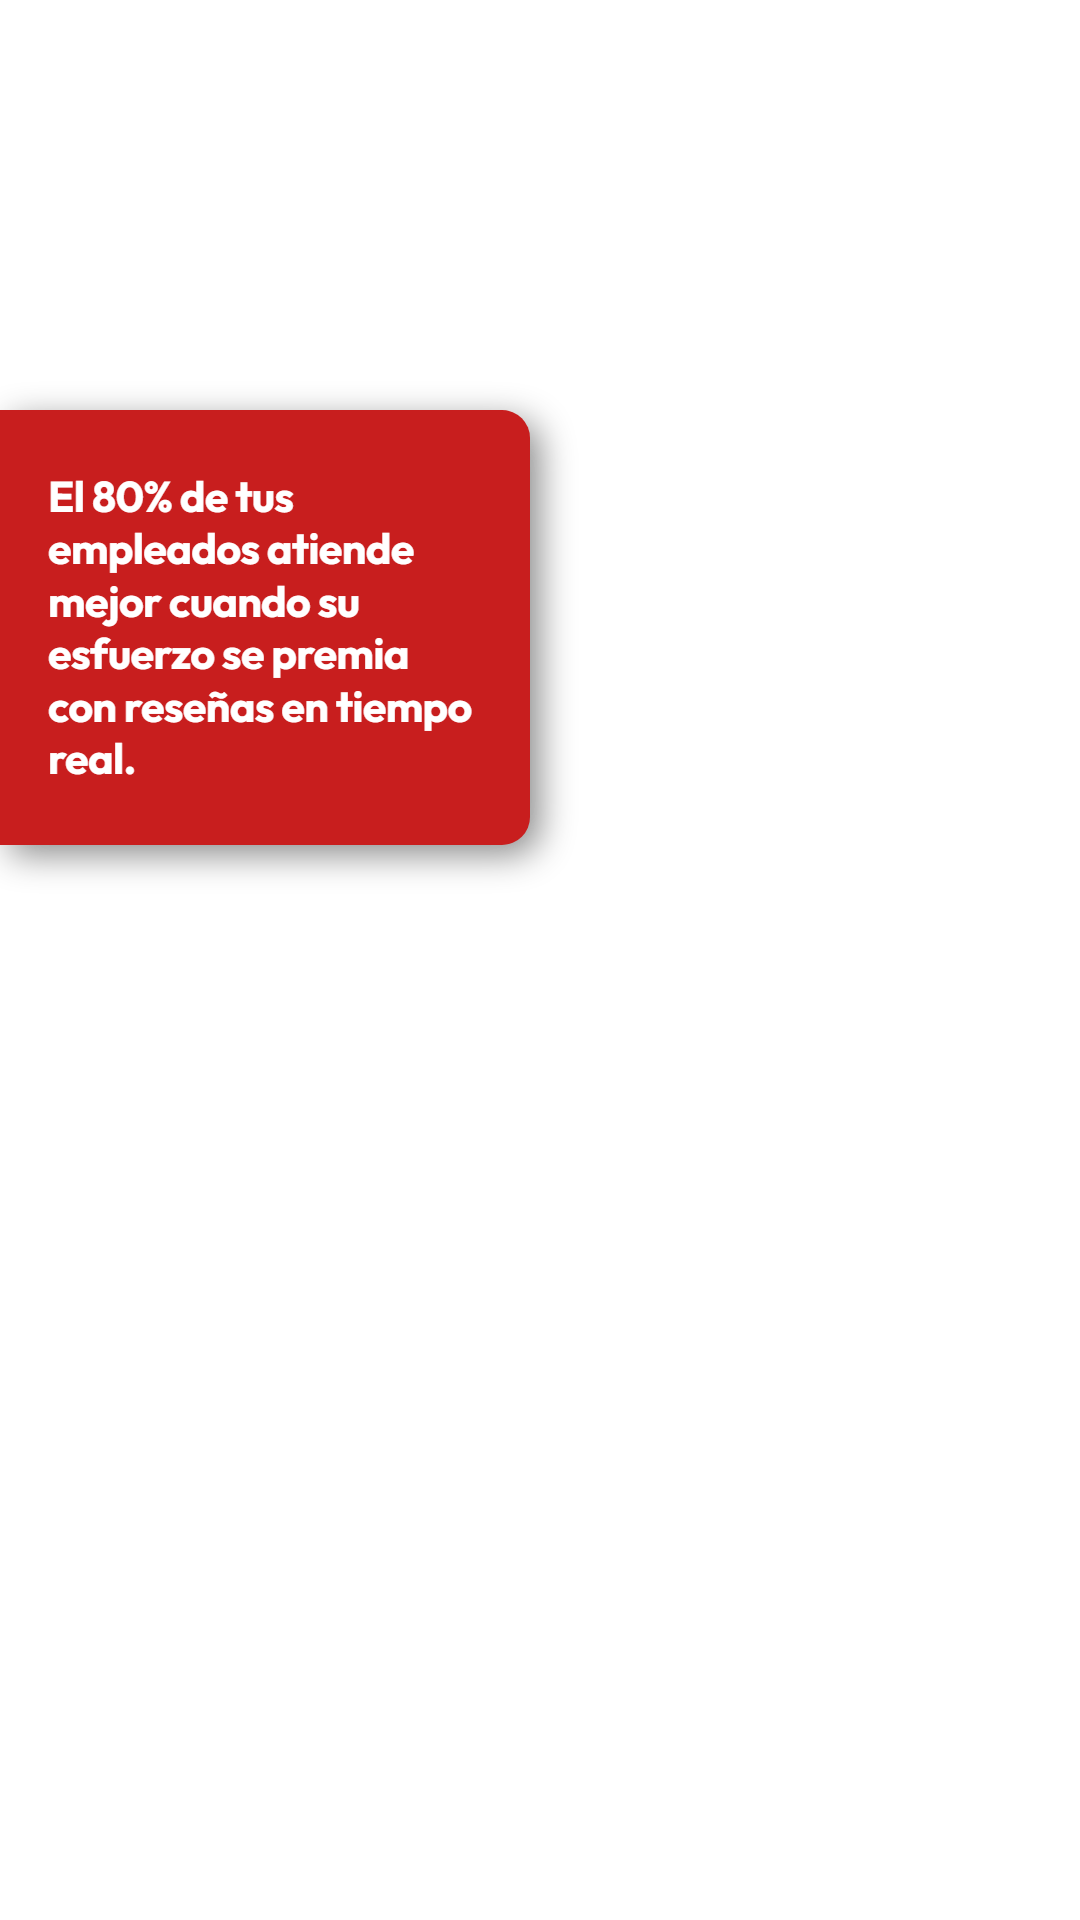 El 80% de tus
empleados atiende
mejor cuando su
esfuerzo se premia
con reseñas en tiempo
real.